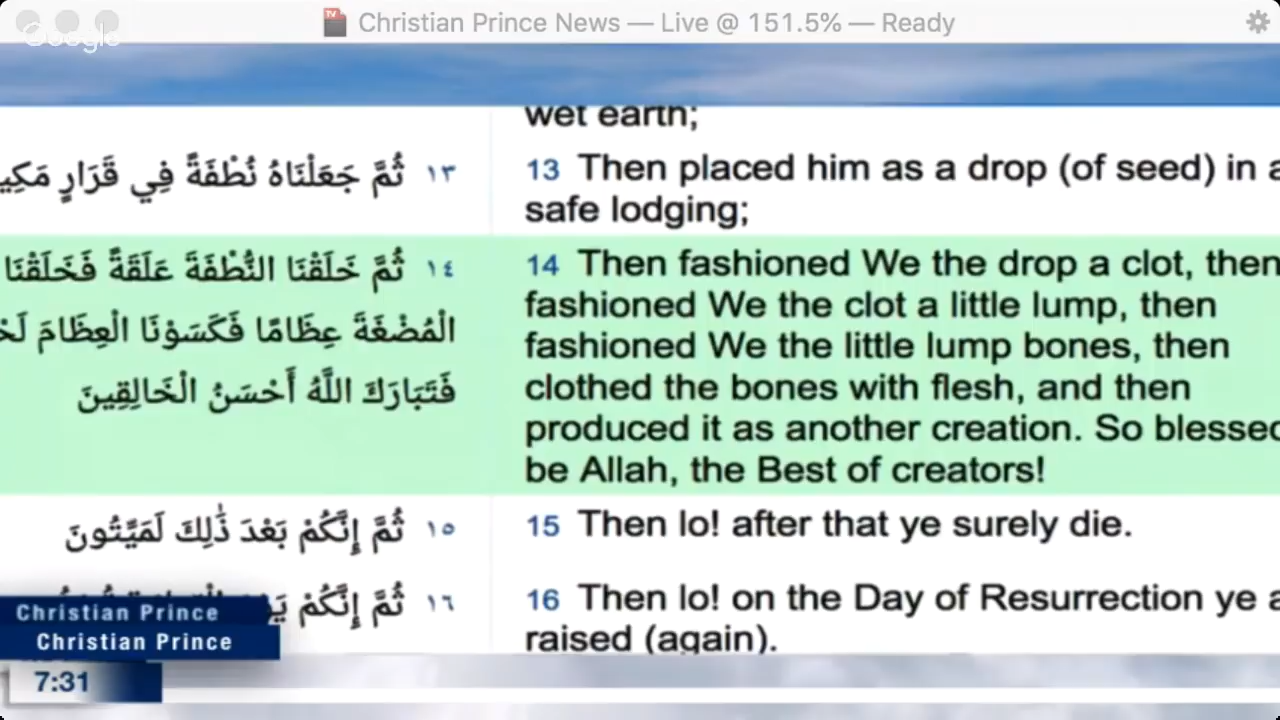 Christian Prince News — Live @ 151.5% — Ready
Google
wet earth;
١٣ ثُمَّ جَعَلْنَاهُ نُطْفَةً فِي قَرَارٍ
13 Then placed him as a drop (of seed) in a
safe lodging;
١٤ ثُمَّ خَلَقْنَا النُّطْفَةَ عَلَقَةً فَخَلَقْنَا
الْمُضْغَةَ عِظَامًا فَكَسَوْنَا الْعِظَامَ
فَتَبَارَكَ اللَّهُ أَحْسَنُ الْخَالِقِينَ
14 Then fashioned We the drop a clot, then
fashioned We the clot a little lump, then
fashioned We the little lump bones, then
clothed the bones with flesh, and then
produced it as another creation. So blessed
be Allah, the Best of creators!
١٥ ثُمَّ إِنَّكُمْ بَعْدَ ذَٰلِكَ لَمَيِّتُونَ
15 Then lo! after that ye surely die.
١٦ ثُمَّ إِنَّكُمْ
16 Then lo! on the Day of Resurrection ye a
raised (again).
Christian Prince
Christian Prince
7:31